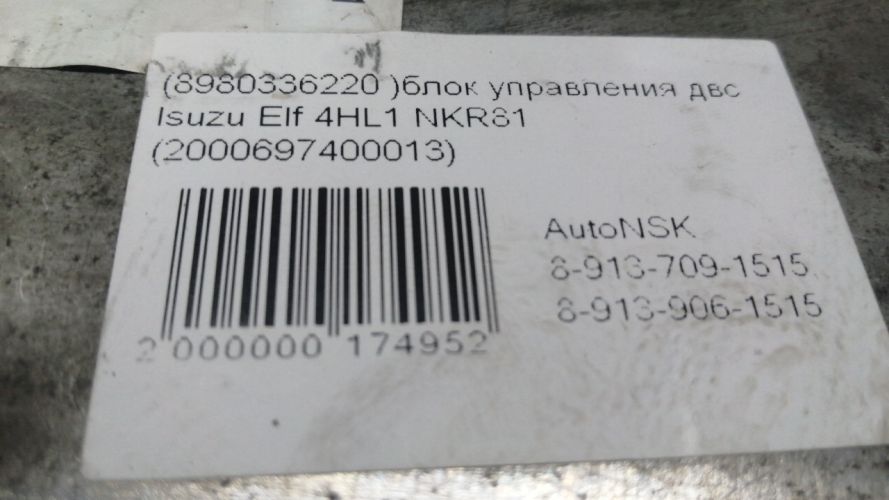 (8980336220 )блок управления двс
Isuzu Elf 4HL1 NKR81
(2000697400013)
AutoNSK
8-913-709-1515
8-913-906-1515
2 000000 174952